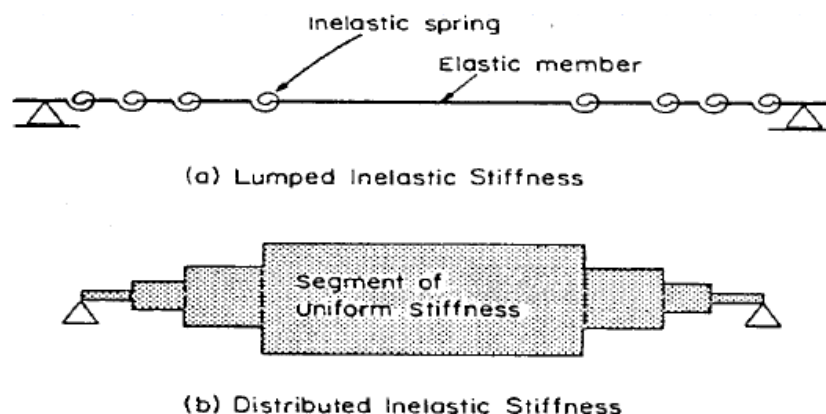 Inelastic spring
Elastic member
(a) Lumped Inelastic Stiffness
Segment of
Uniform Stiffness
(b) Distributed Inelastic Stiffness